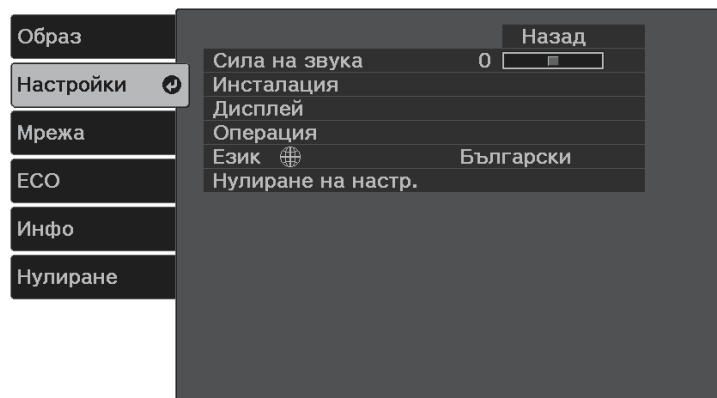 Образ
Настройки
Мрежа
ECO
Инфо
Нулиране
Назад
Сила на звука 0
Инсталация
Дисплей
Операция
Език Български
Нулиране на настр.